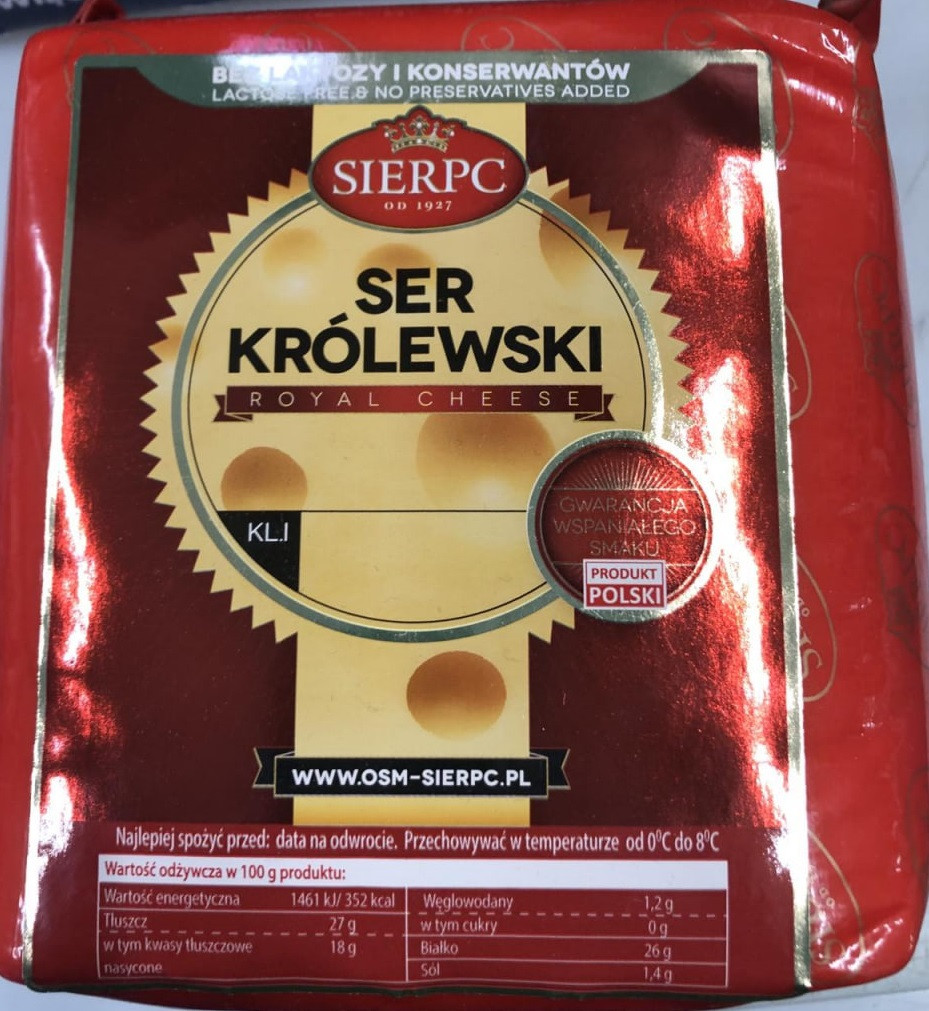 BEZ LAKTOZY I KONSERWANTÓW
LACTOSE FREE & NO PRESERVATIVES ADDED
SIERPC
OD 1927
SER
KRÓLEWSKI
ROYAL CHEESE
KL.I
GWARANCJA
WSPANIAŁEGO
SMAKU
PRODUKT
POLSKI
WWW.OSM-SIERPC.PL
Najlepiej spożyć przed: data na odwrocie. Przechowywać w temperaturze od 0°C do 8°C
Wartość odżywcza w 100 g produktu:
Wartość energetyczna 1461 kJ/ 352 kcal
Tłuszcz 27 g
w tym kwasy tłuszczowe 18 g
nasycone
Węglowodany 1,2 g
w tym cukry 0 g
Białko 26 g
Sól 1,4 g